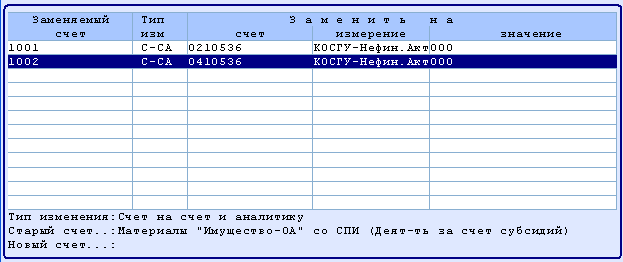 Заменяемый Тип Заменить на
счет изм счет измерение значение
1001 С-СА 0210536 КОСГУ-Нефин.Акт 000
1002 С-СА 0410536 КОСГУ-Нефин.Акт 000
Тип изменения:Счет на счет и аналитику
Старый счет..:Материалы "Имущество-ОА" со СПИ (Деят-ть за счет субсидий)
Новый счет...: